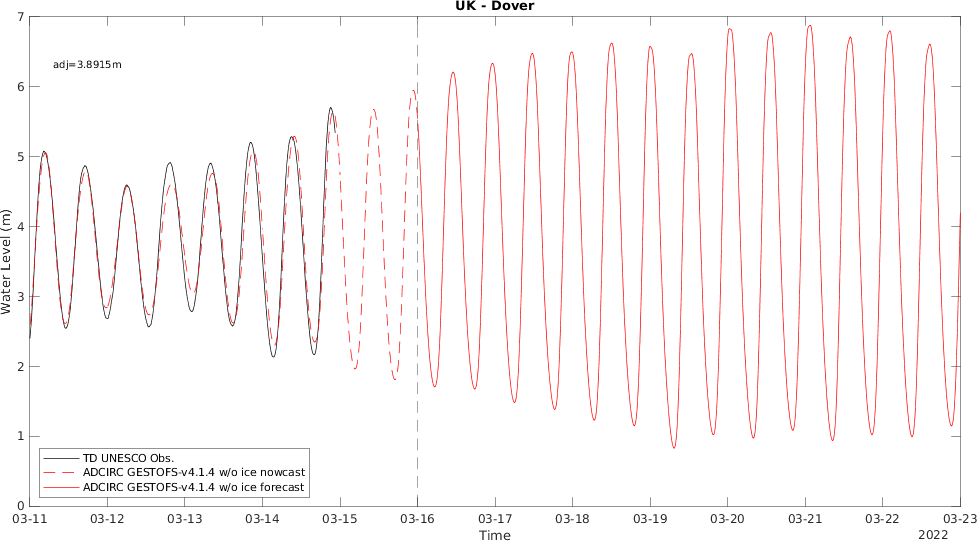 UK - Dover
adj=3.8915m
7
6
5
4
3
2
1
0
Water Level (m)
TD UNESCO Obs.
ADCIRC GESTOFS-v4.1.4 w/o ice nowcast
ADCIRC GESTOFS-v4.1.4 w/o ice forecast
03-11 03-12 03-13 03-14 03-15 03-16 03-17 03-18 03-19 03-20 03-21 03-22 03-23
Time
2022